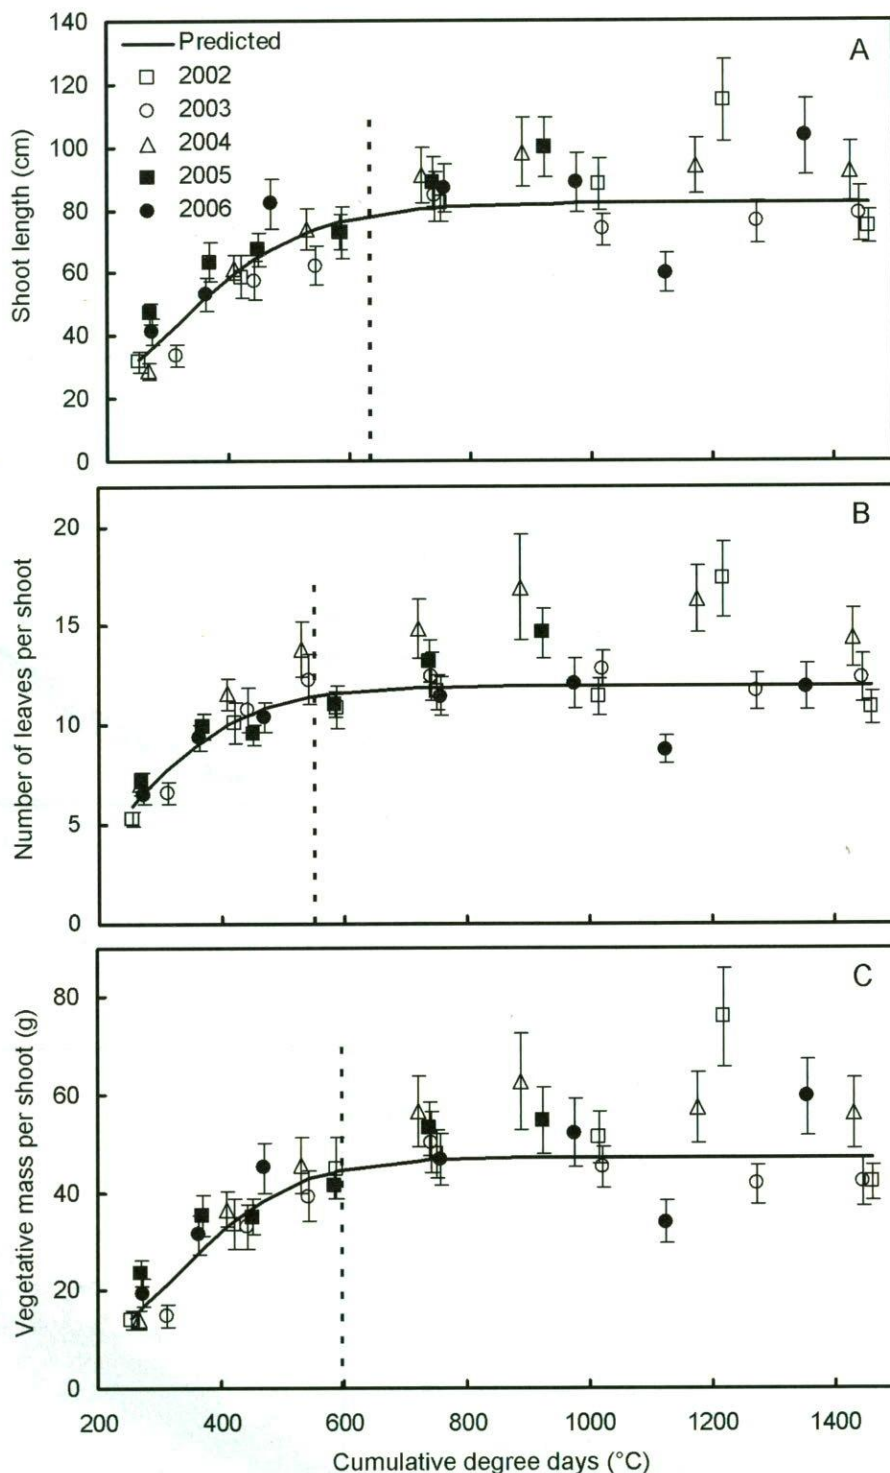 140
120
100
80
60
40
20
0
Shoot length (cm)
Predicted
2002
2003
2004
2005
2006
A
20
15
10
5
0
Number of leaves per shoot
B
80
60
40
20
0
Vegetative mass per shoot (g)
C
200 400 600 800 1000 1200 1400
Cumulative degree days (°C)